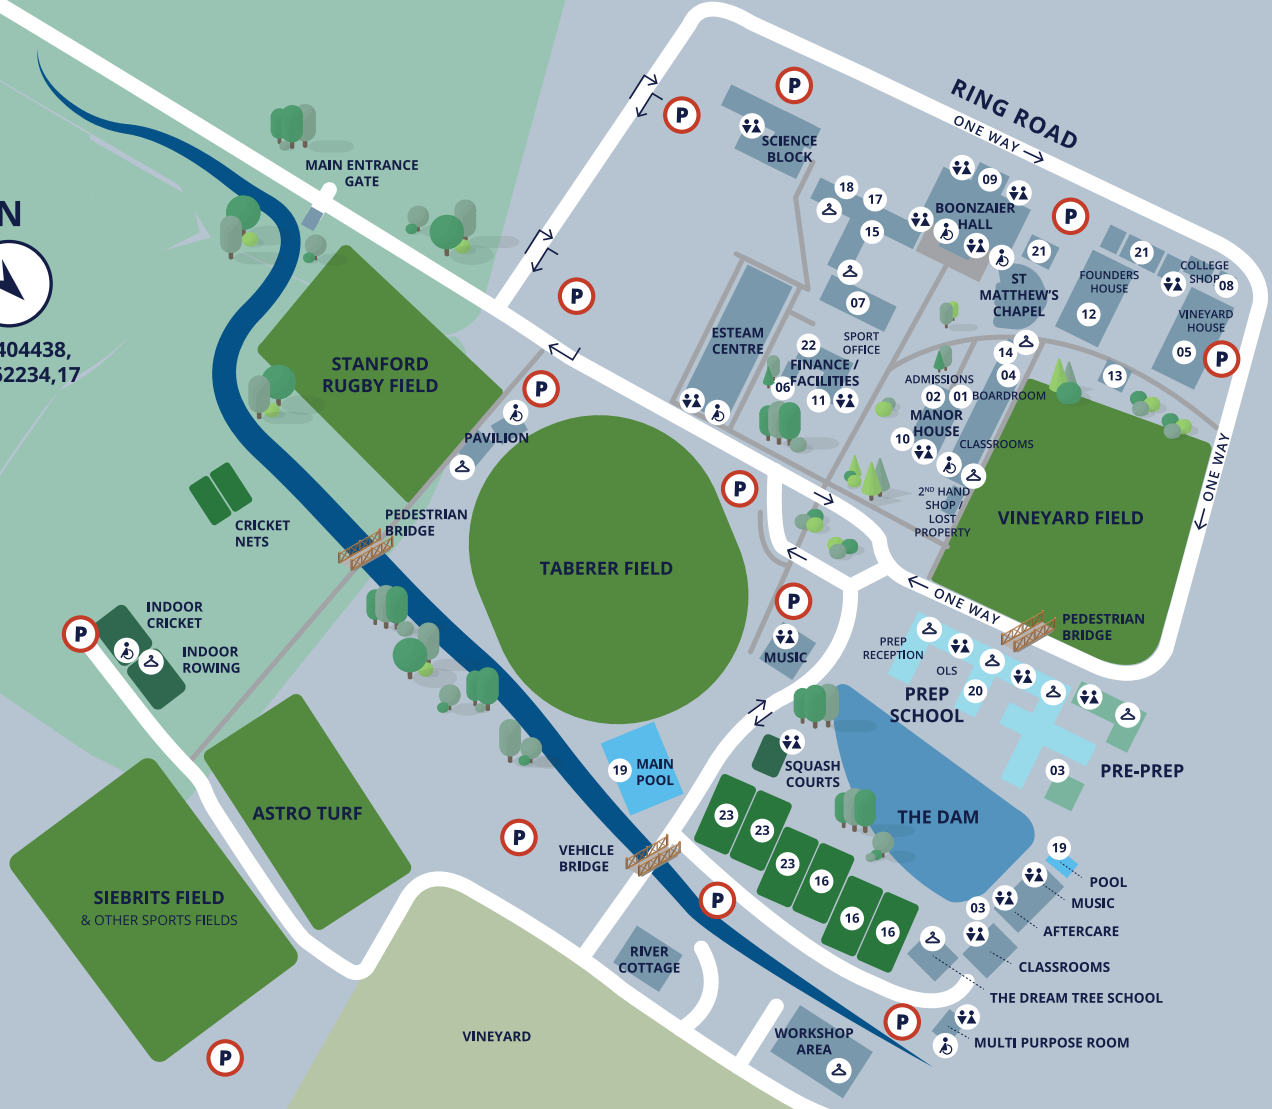 RING ROAD
ONE WAY
P
P
SCIENCE
BLOCK
MAIN ENTRANCE
GATE
N
404438,
52234,17
18
17
15
09
BOONZAIER
HALL
P
21
21
ST
MATTHEW'S
CHAPEL
FOUNDERS
HOUSE
12
COLLEGE
SHOP
08
VINEYARD
HOUSE
05
P
P
07
SPORT
OFFICE
ESTEAM
CENTRE
22
FINANCE /
FACILITIES
06
11
14
04
13
ADMISSIONS
02
01
BOARDROOM
MANOR
HOUSE
10
CLASSROOMS
2ND HAND
SHOP /
LOST
PROPERTY
ONE WAY
STANFORD
RUGBY FIELD
P
PAVILION
P
VINEYARD FIELD
CRICKET
NETS
PEDESTRIAN
BRIDGE
TABERER FIELD
ONE WAY
PEDESTRIAN
BRIDGE
P
INDOOR
CRICKET
INDOOR
ROWING
P
MUSIC
PREP
RECEPTION
OLS
20
PREP
SCHOOL
03
PRE-PREP
19
MAIN
POOL
SQUASH
COURTS
THE DAM
ASTRO TURF
23
23
23
16
16
16
P
VEHICLE
BRIDGE
P
SIEBRITS FIELD
& OTHER SPORTS FIELDS
19
POOL
MUSIC
03
AFTERCARE
CLASSROOMS
THE DREAM TREE SCHOOL
RIVER
COTTAGE
P
MULTI PURPOSE ROOM
WORKSHOP
AREA
VINEYARD
P